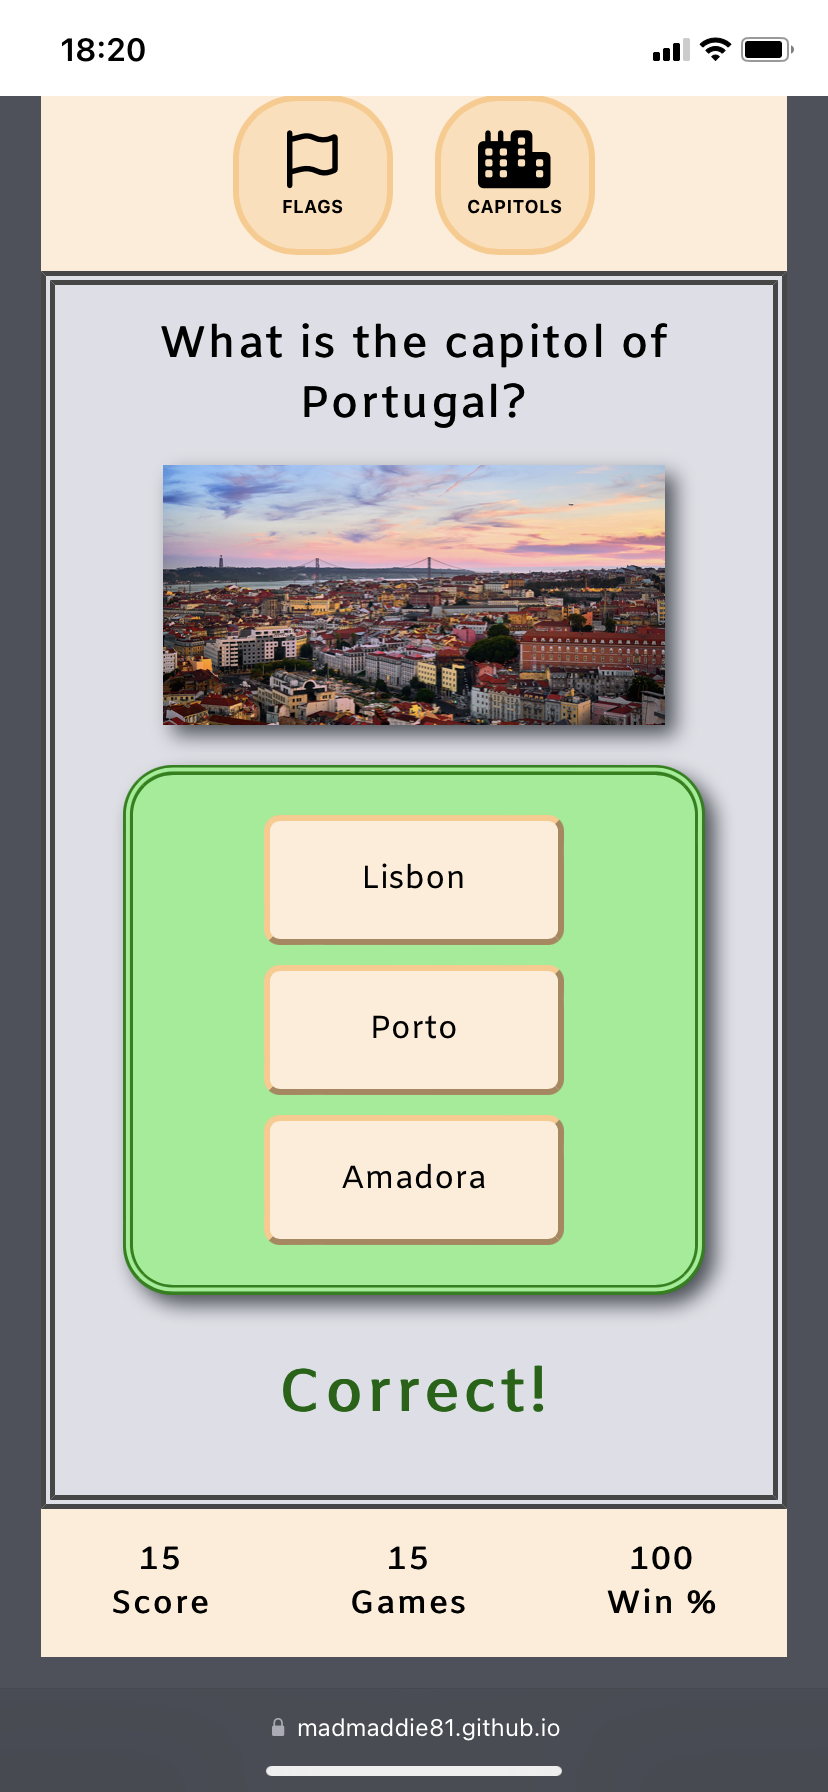 18:20
FLAGS
CAPITOLS
What is the capitol of
Portugal?
Lisbon
Porto
Amadora
Correct!
15
Score
15
Games
100
Win %
madmaddie81.github.io